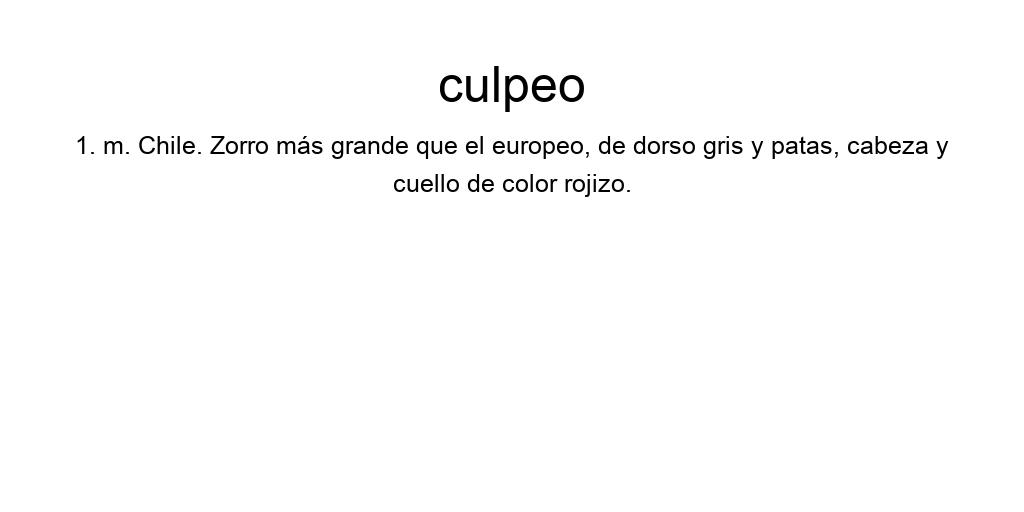 culpeo
1. m. Chile. Zorro más grande que el europeo, de dorso gris y patas, cabeza y
cuello de color rojizo.